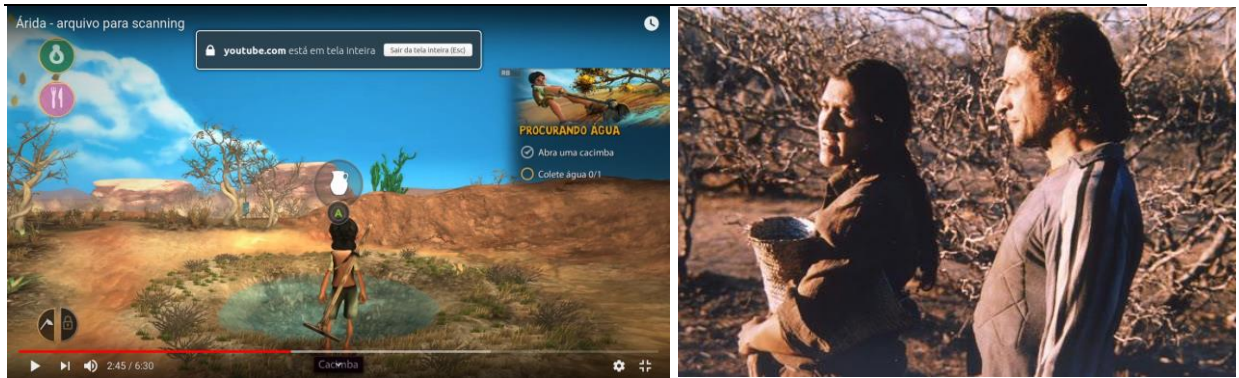 Árida - arquivo para scanning
youtube.com está em tela inteira
Sair da tela inteira (Esc)
RB
PROCURANDO ÁGUA
Abra uma cacimba
Colete água 0/1
A
2:45 / 6:30
Cacimba